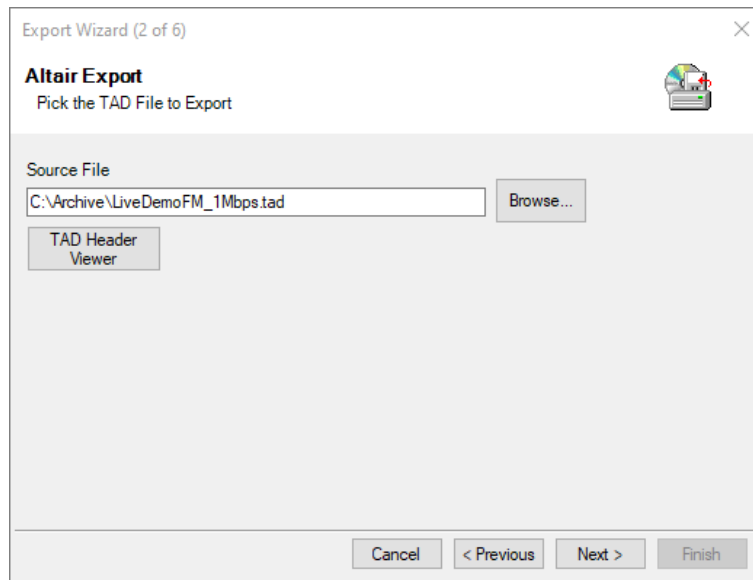 Export Wizard (2 of 6)
Altair Export
Pick the TAD File to Export
Source File
C:\Archive\LiveDemoFM_1Mbps.tad
Browse...
TAD Header
Viewer
Cancel
< Previous
Next >
Finish